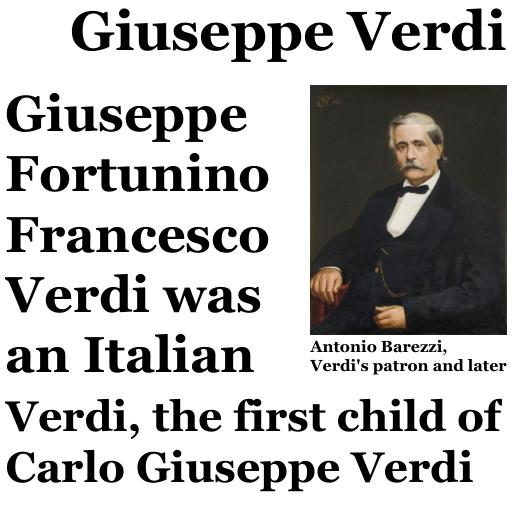 Giuseppe Verdi
Giuseppe
Fortunino
Francesco
Verdi was
an Italian
Antonio Barezzi,
Verdi's patron and later
Verdi, the first child of
Carlo Giuseppe Verdi